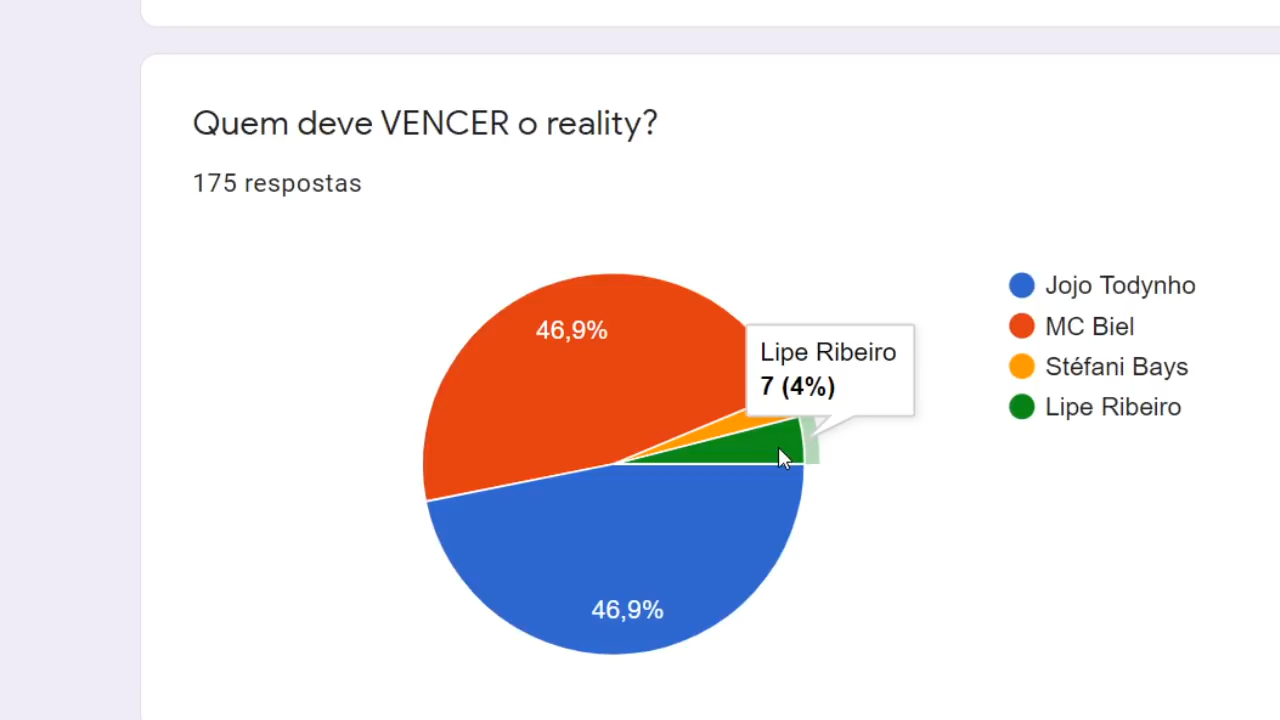 Quem deve VENCER o reality?
175 respostas
46,9%
Lipe Ribeiro
7 (4%)
46,9%
Jojo Todynho
MC Biel
Stéfani Bays
Lipe Ribeiro